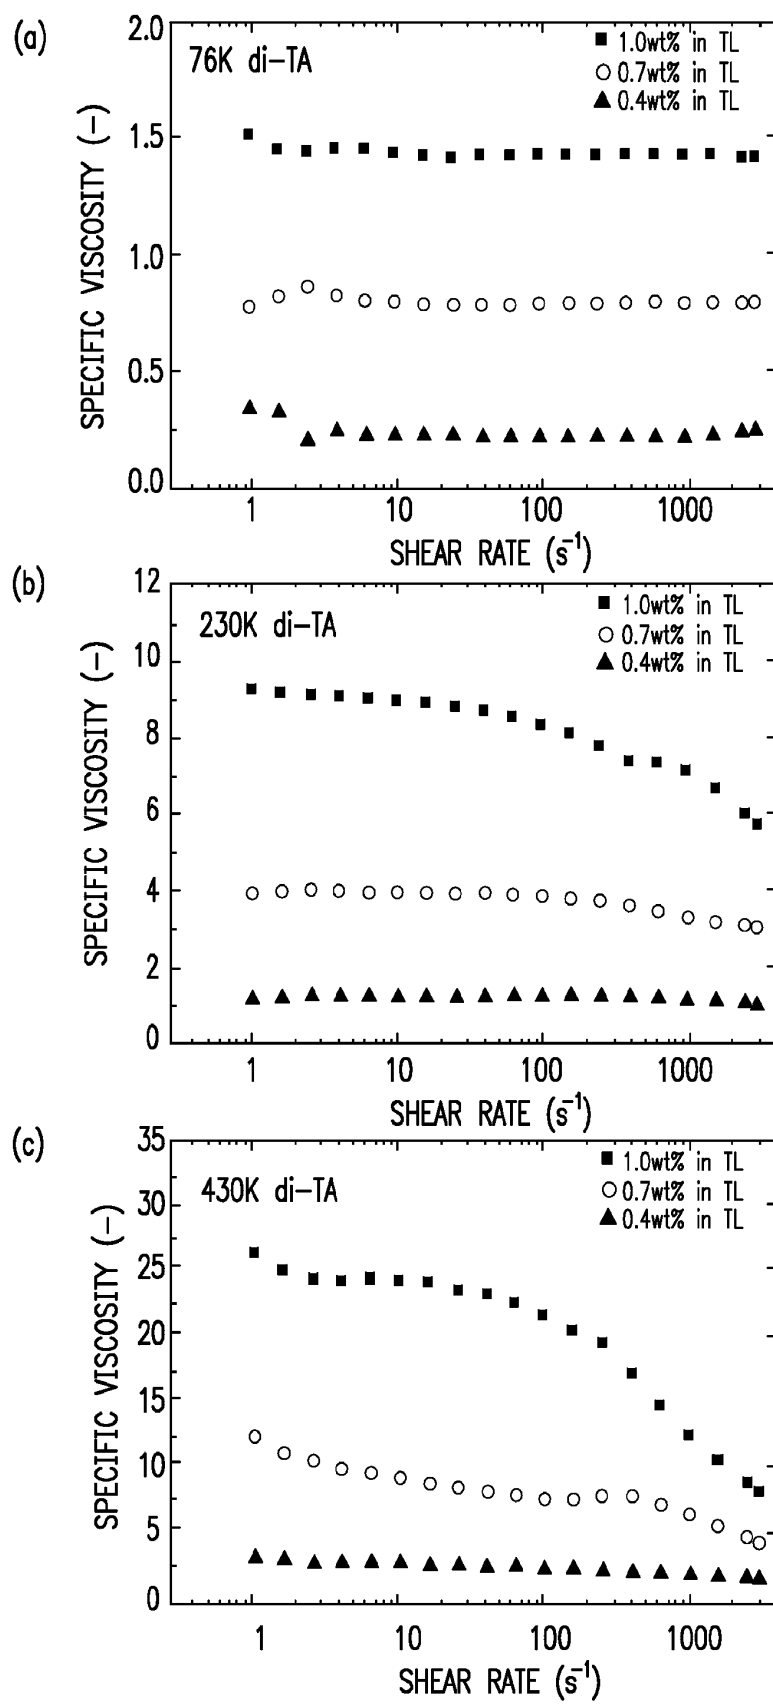 (a)
76K di-TA
1.0wt% in TL
0.7wt% in TL
0.4wt% in TL
SPECIFIC VISCOSITY (-)
2.0
1.5
1.0
0.5
0.0
1 10 100 1000
SHEAR RATE (s-1)
(b)
230K di-TA
1.0wt% in TL
0.7wt% in TL
0.4wt% in TL
SPECIFIC VISCOSITY (-)
12
10
8
6
4
2
0
1 10 100 1000
SHEAR RATE (s-1)
(c)
430K di-TA
1.0wt% in TL
0.7wt% in TL
0.4wt% in TL
SPECIFIC VISCOSITY (-)
35
30
25
20
15
10
5
0
1 10 100 1000
SHEAR RATE (s-1)